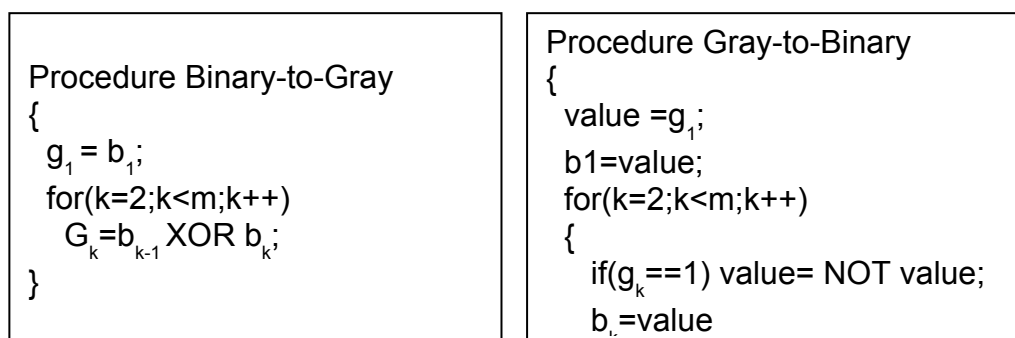 Procedure Binary-to-Gray
{
g₁ = b₁;
for(k=2;k<m;k++)
Gₖ=bₖ₋₁ XOR bₖ;
}
Procedure Gray-to-Binary
{
value =g₁;
b1=value;
for(k=2;k<m;k++)
{
if(gₖ==1) value= NOT value;
bₖ=value